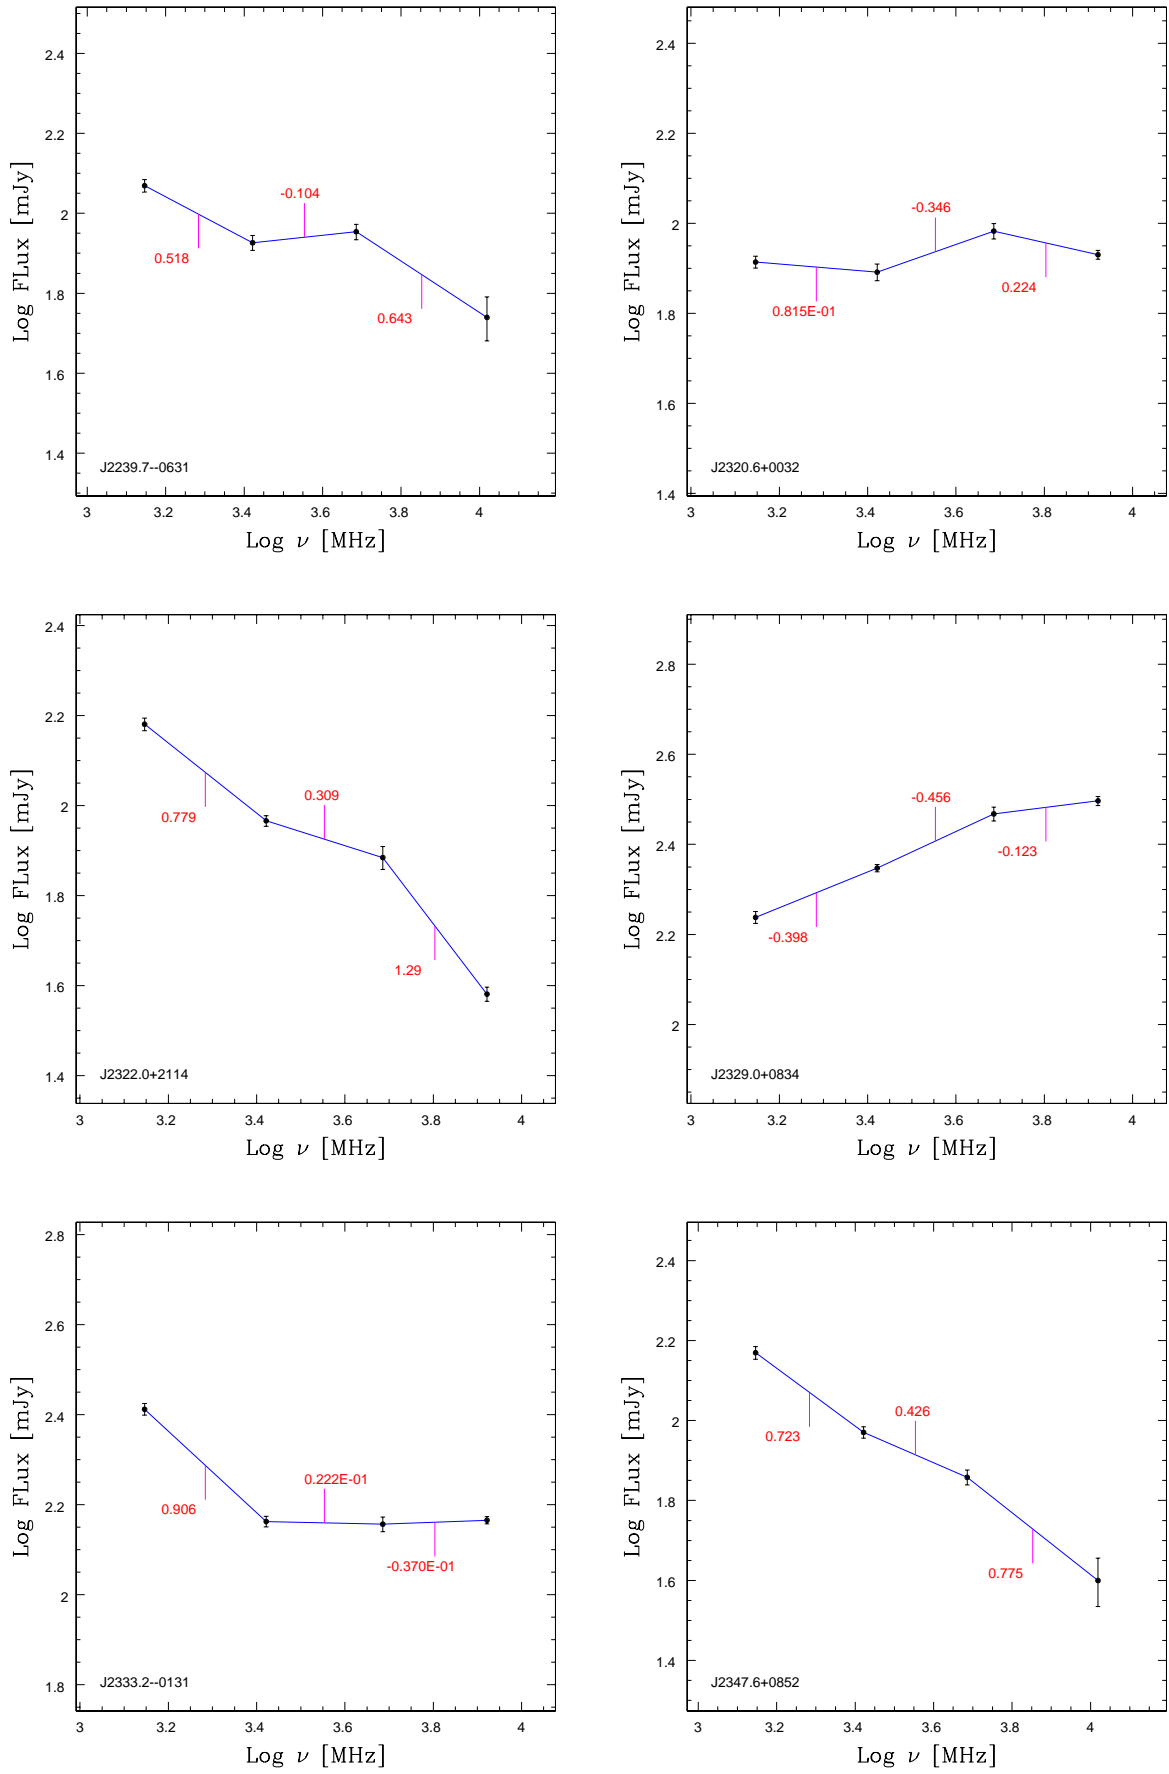 2.4
2.2
2
1.8
1.6
1.4
Log FLux [mJy]
-0.104
0.518
0.643
J2239.7--0631
3 3.2 3.4 3.6 3.8 4
Log ν [MHz]
2.4
2.2
2
1.8
1.6
1.4
Log FLux [mJy]
-0.346
0.224
0.815E-01
J2320.6+0032
3 3.2 3.4 3.6 3.8 4
Log ν [MHz]
2.4
2.2
2
1.8
1.6
1.4
Log FLux [mJy]
0.309
0.779
1.29
J2322.0+2114
3 3.2 3.4 3.6 3.8 4
Log ν [MHz]
2.8
2.6
2.4
2.2
2
Log FLux [mJy]
-0.456
-0.123
-0.398
J2329.0+0834
3 3.2 3.4 3.6 3.8 4
Log ν [MHz]
2.8
2.6
2.4
2.2
2
1.8
Log FLux [mJy]
0.222E-01
0.906
-0.370E-01
J2333.2--0131
3 3.2 3.4 3.6 3.8 4
Log ν [MHz]
2.4
2.2
2
1.8
1.6
1.4
Log FLux [mJy]
0.426
0.723
0.775
J2347.6+0852
3 3.2 3.4 3.6 3.8 4
Log ν [MHz]